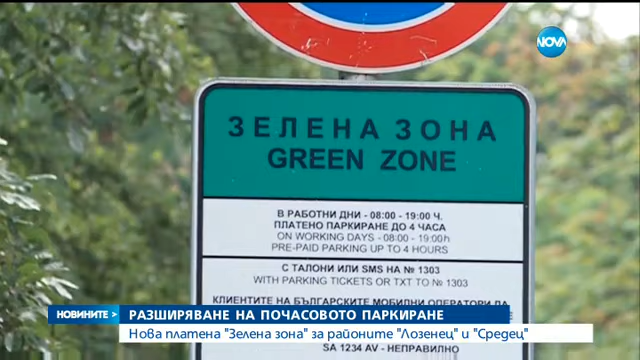 NOVA
ЗЕЛЕНА ЗОНА
GREEN ZONE
В РАБОТНИ ДНИ - 08:00 - 19:00 Ч.
ПЛАТЕНО ПАРКИРАНЕ ДО 4 ЧАСА
ON WORKING DAYS - 08:00 - 19:00h
PRE-PAID PARKING UP TO 4 HOURS
С ТАЛОНИ ИЛИ SMS НА № 1303
WITH PARKING TICKETS OR TXT TO № 1303
КЛИЕНТИТЕ НА БЪЛГАРСКИТЕ МОБИЛНИ ОПЕРАТОРИ ДА
НОВИНИТЕ
РАЗШИРЯВАНЕ НА ПОЧАСОВОТО ПАРКИРАНЕ
Нова платена "Зелена зона" за районите "Лозенец" и "Средец"
SA 1234 AV - НЕПРАВИЛНО